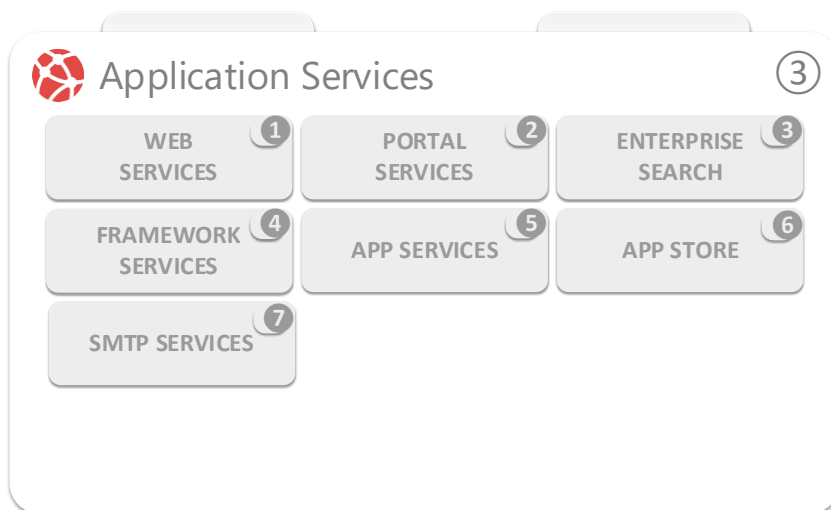 Application Services
3
WEB
SERVICES
1
PORTAL
SERVICES
2
ENTERPRISE
SEARCH
3
FRAMEWORK
SERVICES
4
APP SERVICES
5
APP STORE
6
SMTP SERVICES
7